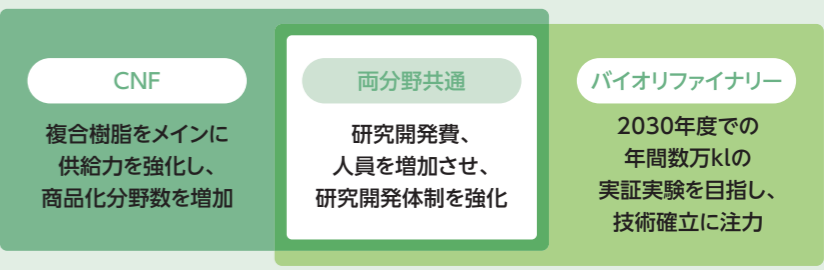 CNF
複合樹脂をメインに
供給力を強化し、
商品化分野数を増加
両分野共通
研究開発費、
人員を増加させ、
研究開発体制を強化
バイオリファイナリー
2030年度での
年間数万klの
実証実験を目指し、
技術確立に注力